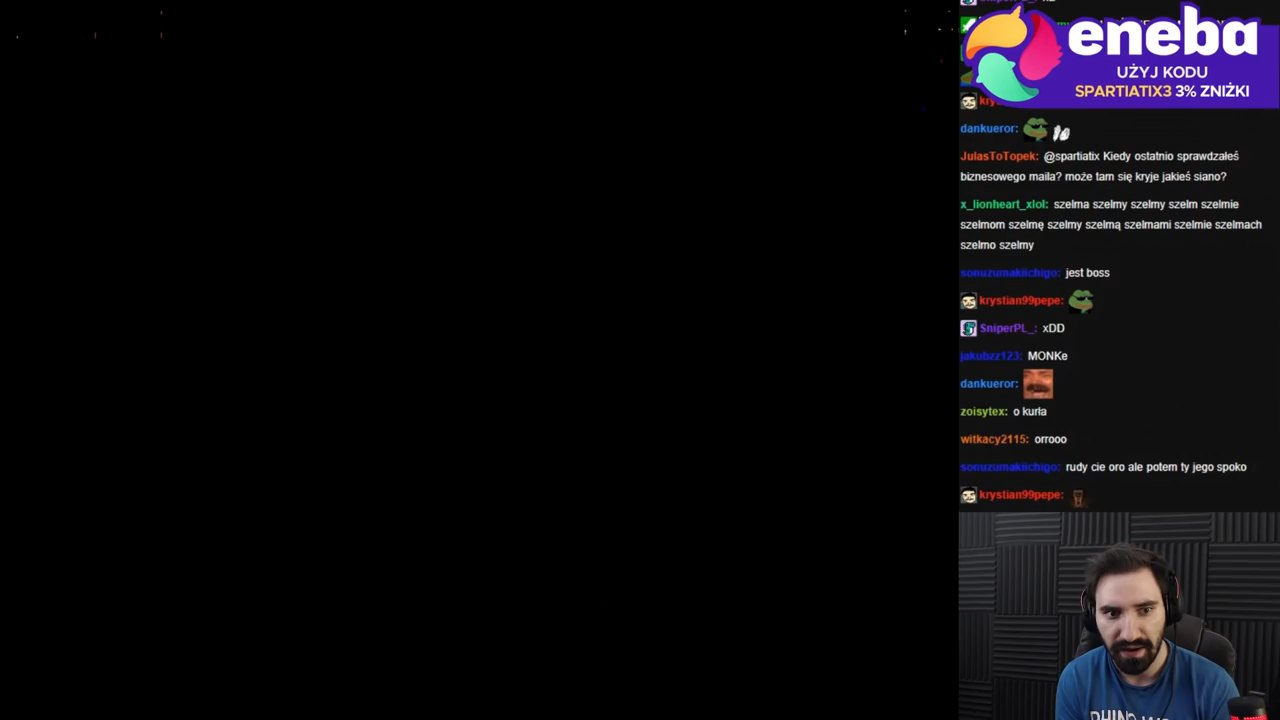 eneba
UŻYJ KODU
SPARTIATIX3 3% ZNIŻKI
dankueror:
JulasToTopek: @spartiatix Kiedy ostatnio sprawdzałeś
biznesowego maila? może tam się kryje jakieś siano?
x_lionheart_xlol: szelma szelmy szelmy szelm szelmie
szelmom szelmę szelmy szelmą szelmami szelmie szelmach
szelmo szelmy
sonuzumakiichigo: jest boss
krystian99pepe:
SniperPL_: xDD
jakubzz123: MONKe
dankueror:
zoisytex: o kurła
witkacy2115: orrooo
sonuzumakiichigo: rudy cie oro ale potem ty jego spoko
krystian99pepe: